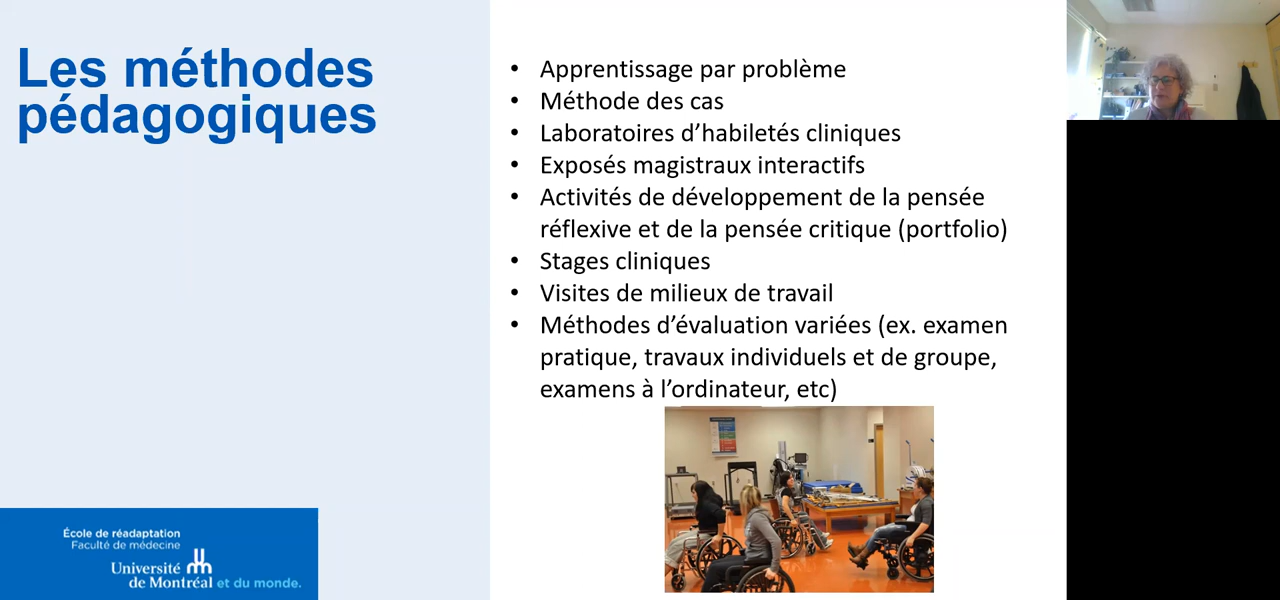 Les méthodes
pédagogiques
• Apprentissage par problème
• Méthode des cas
• Laboratoires d’habiletés cliniques
• Exposés magistraux interactifs
• Activités de développement de la pensée
réflexive et de la pensée critique (portfolio)
• Stages cliniques
• Visites de milieux de travail
• Méthodes d’évaluation variées (ex. examen
pratique, travaux individuels et de groupe,
examens à l’ordinateur, etc)
École de réadaptation
Faculté de médecine
Université
de Montréal et du monde.